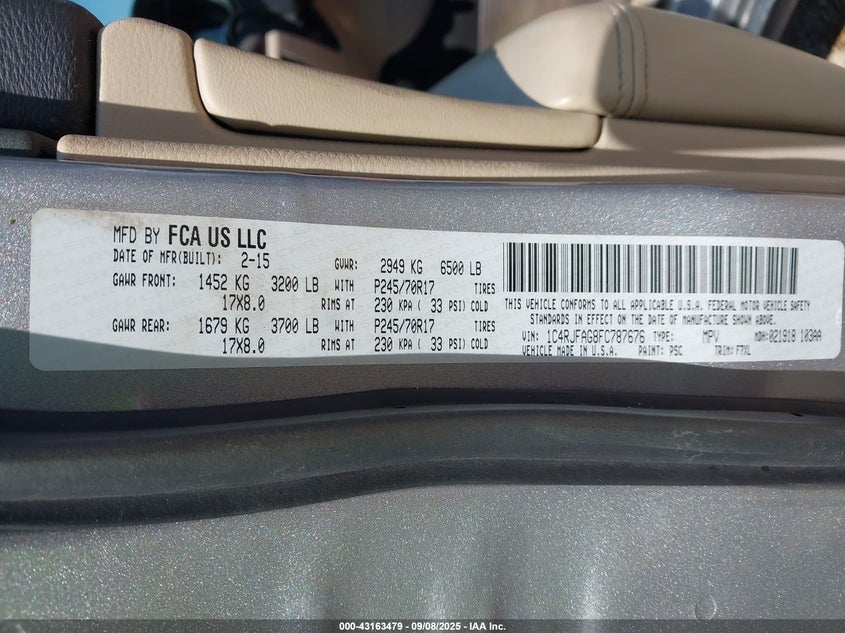 MFD BY FCA US LLC
DATE OF MFR(BUILT): 2-15 GVWR: 2949 KG 6500 LB
GAWR FRONT: 1452 KG 3200 LB WITH P245/70R17 TIRES
17X8.0 RIMS AT 230 KPA ( 33 PSI) COLD
GAWR REAR: 1679 KG 3700 LB WITH P245/70R17 TIRES
17X8.0 RIMS AT 230 KPA ( 33 PSI) COLD
THIS VEHICLE CONFORMS TO ALL APPLICABLE U.S.A. FEDERAL MOTOR VEHICLE SAFETY
STANDARDS IN EFFECT ON THE DATE OF MANUFACTURE SHOWN ABOVE.
VIN: 1C4RJFAG8FC787676 TYPE: MPV MDH:021918 103AA
VEHICLE MADE IN U.S.A. PAINT: PSC TRIM: F7XL
000-43163479 - 09/08/2025 - IAA Inc.